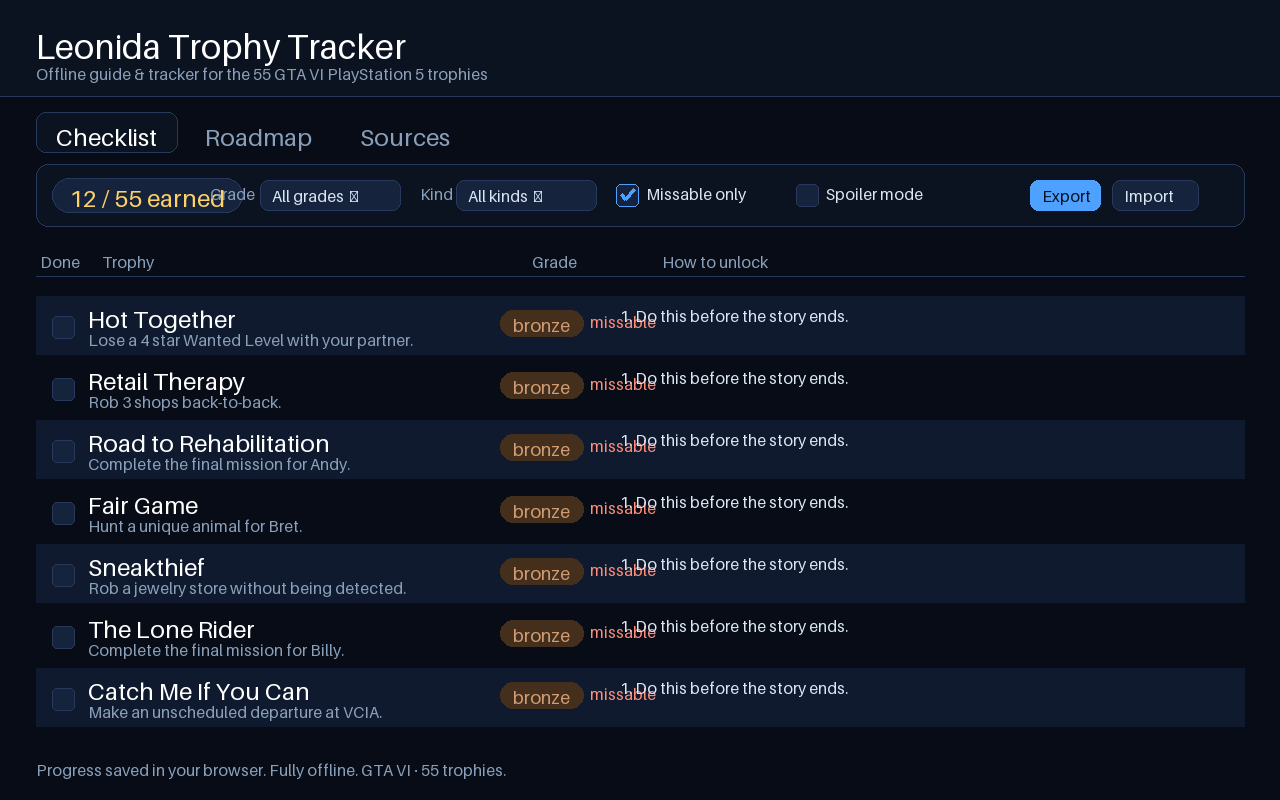 Leonida Trophy Tracker
Offline guide & tracker for the 55 GTA VI PlayStation 5 trophies
Checklist Roadmap Sources
12 / 55 earned Grade All grades Kind All kinds Missable only Spoiler mode Export Import
Done Trophy Grade How to unlock
Hot Together bronze missable 1. Do this before the story ends.
Lose a 4 star Wanted Level with your partner.
Retail Therapy bronze missable 1. Do this before the story ends.
Rob 3 shops back-to-back.
Road to Rehabilitation bronze missable 1. Do this before the story ends.
Complete the final mission for Andy.
Fair Game bronze missable 1. Do this before the story ends.
Hunt a unique animal for Bret.
Sneakthief bronze missable 1. Do this before the story ends.
Rob a jewelry store without being detected.
The Lone Rider bronze missable 1. Do this before the story ends.
Complete the final mission for Billy.
Catch Me If You Can bronze missable 1. Do this before the story ends.
Make an unscheduled departure at VCIA.
Progress saved in your browser. Fully offline. GTA VI · 55 trophies.